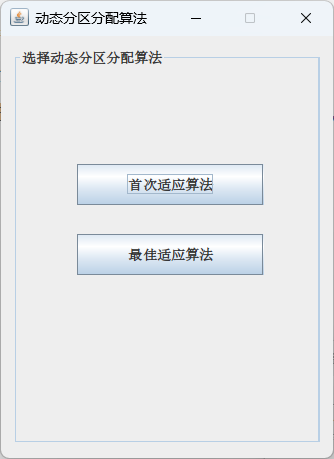 动态分区分配算法
选择动态分区分配算法
首次适应算法
最佳适应算法